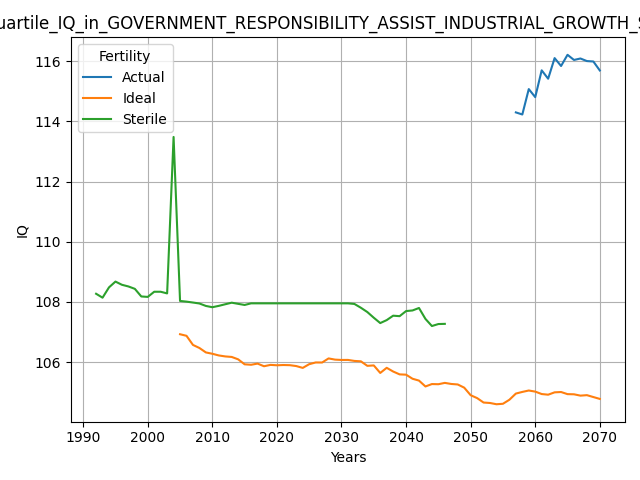 uartile_IQ_in_GOVERNMENT_RESPONSIBILITY_ASSIST_INDUSTRIAL_GROWTH_S
Fertility
Actual
Ideal
Sterile
116
114
112
110
108
106
IQ
1990 2000 2010 2020 2030 2040 2050 2060 2070
Years